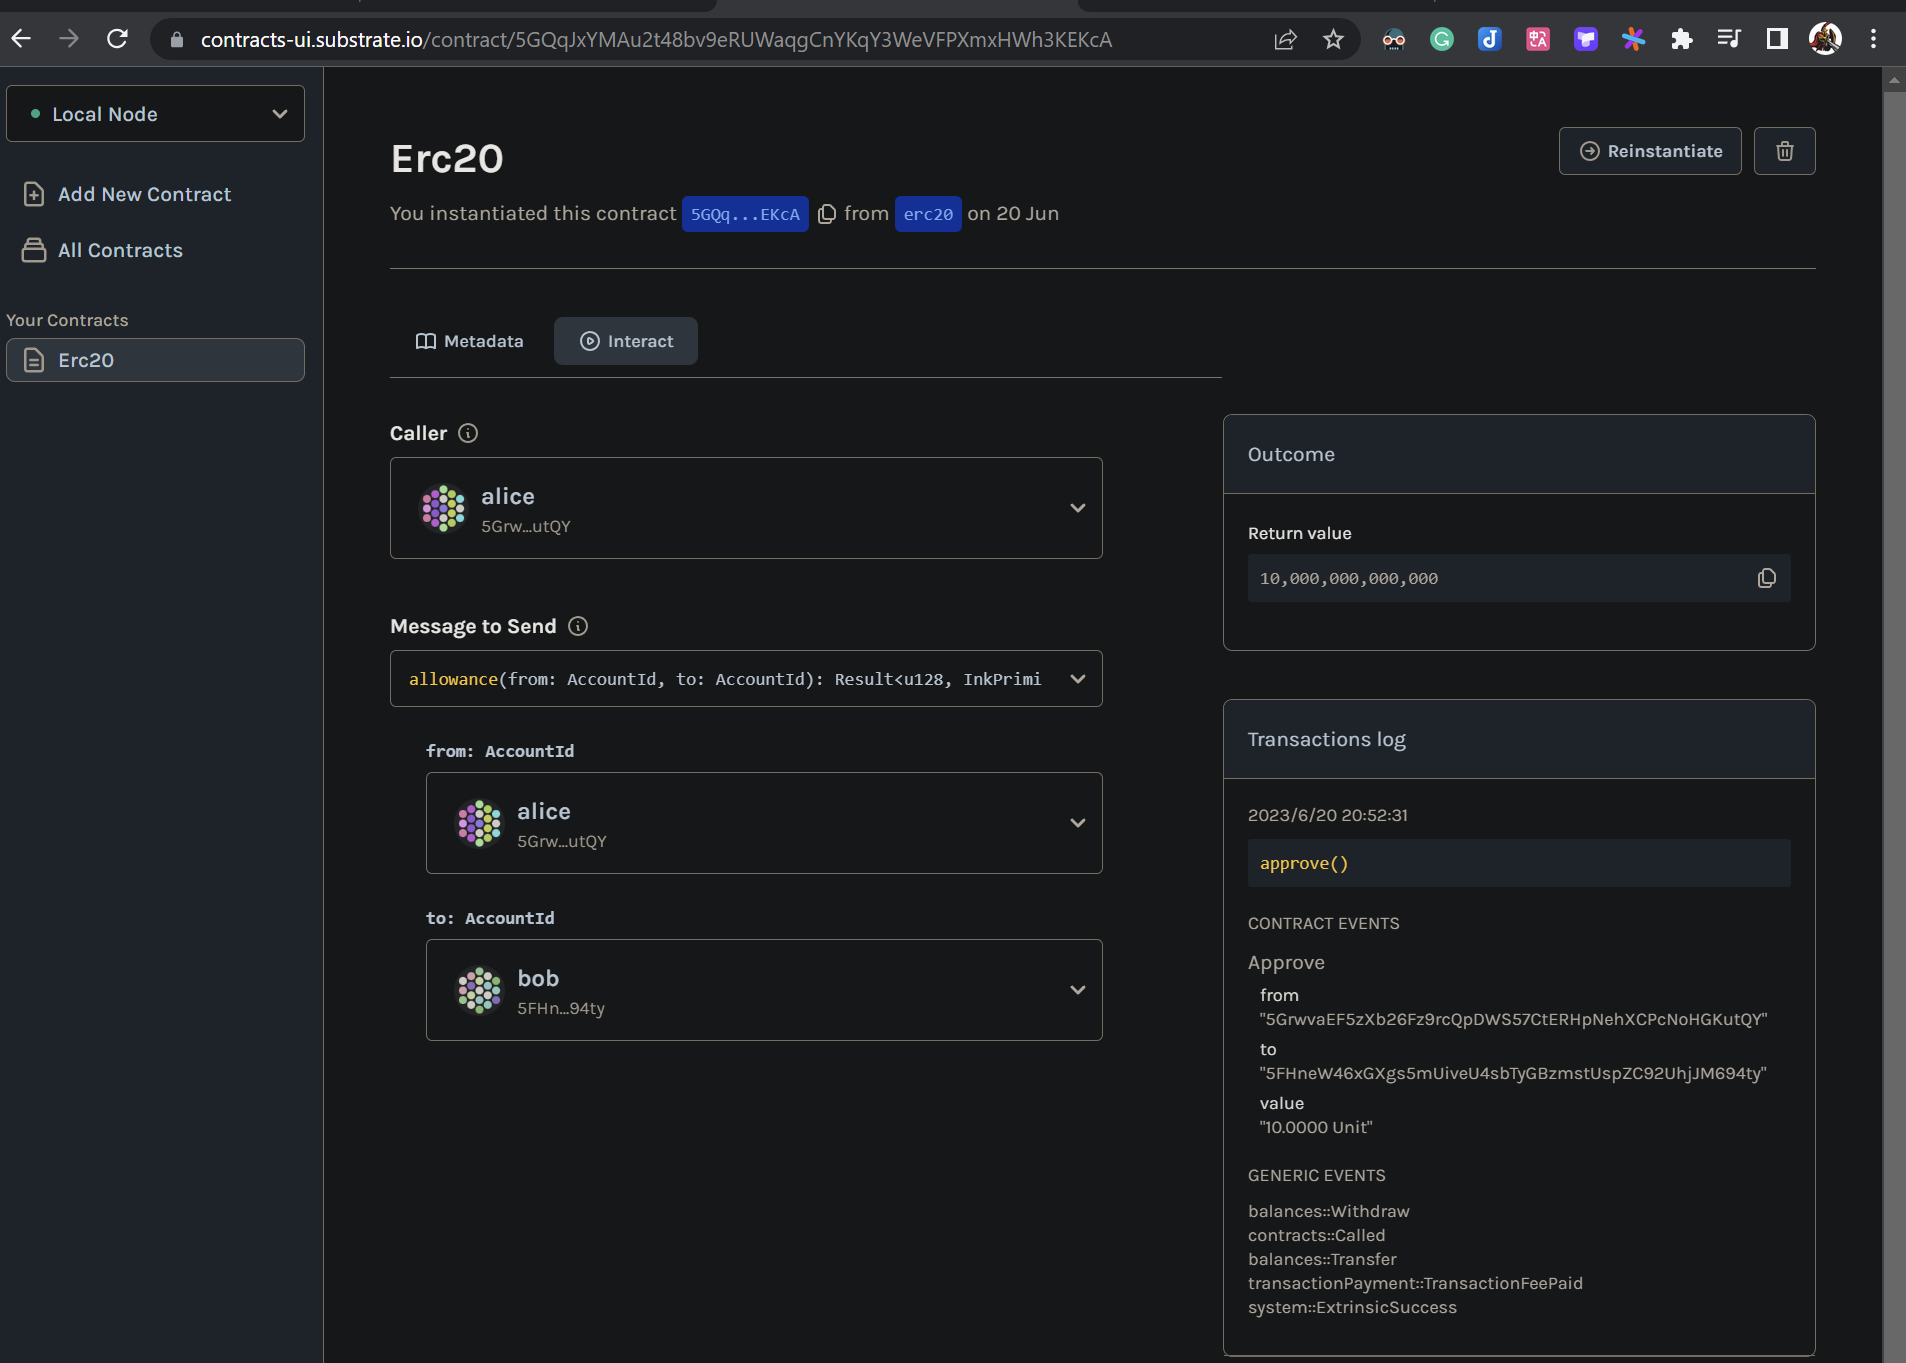 contracts-ui.substrate.io/contract/5GQqJxYMAu2t48bv9eRUWaqgCnYKqY3WeVFPXmxHWh3KEKcA
Local Node
Add New Contract
All Contracts
Your Contracts
Erc20
Erc20
Reinstantiate
You instantiated this contract 5GQq...EKcA from erc20 on 20 Jun
Metadata
Interact
Caller
alice
5Grw...utQY
Message to Send
allowance(from: AccountId, to: AccountId): Result<u128, InkPrimi
from: AccountId
alice
5Grw...utQY
to: AccountId
bob
5FHn...94ty
Outcome
Return value
10,000,000,000,000
Transactions log
2023/6/20 20:52:31
approve()
CONTRACT EVENTS
Approve
from
"5GrwvaEF5zXb26Fz9rcQpDWS57CtERHpNehXCPcNoHGKutQY"
to
"5FHneW46xGXgs5mUiveU4sbTyGBzmstUspZC92UhjJM694ty"
value
"10.0000 Unit"
GENERIC EVENTS
balances::Withdraw
contracts::Called
balances::Transfer
transactionPayment::TransactionFeePaid
system::ExtrinsicSuccess